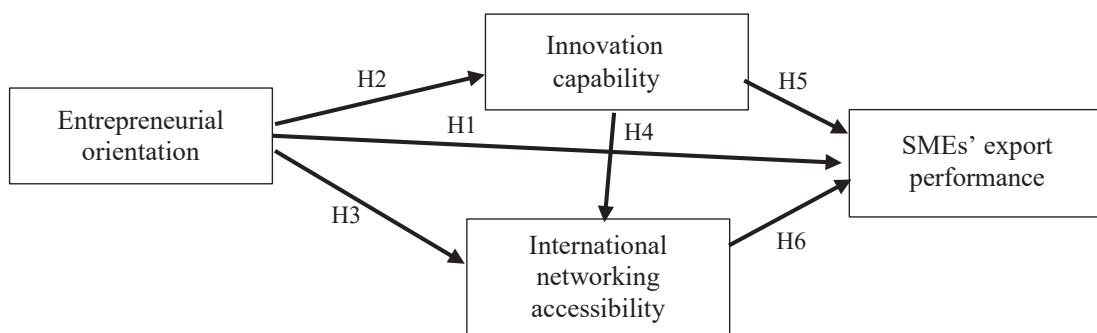 Innovation
capability
H2
H5
Entrepreneurial
orientation
H1
H4
SMEs’ export
performance
H3
H6
International
networking
accessibility